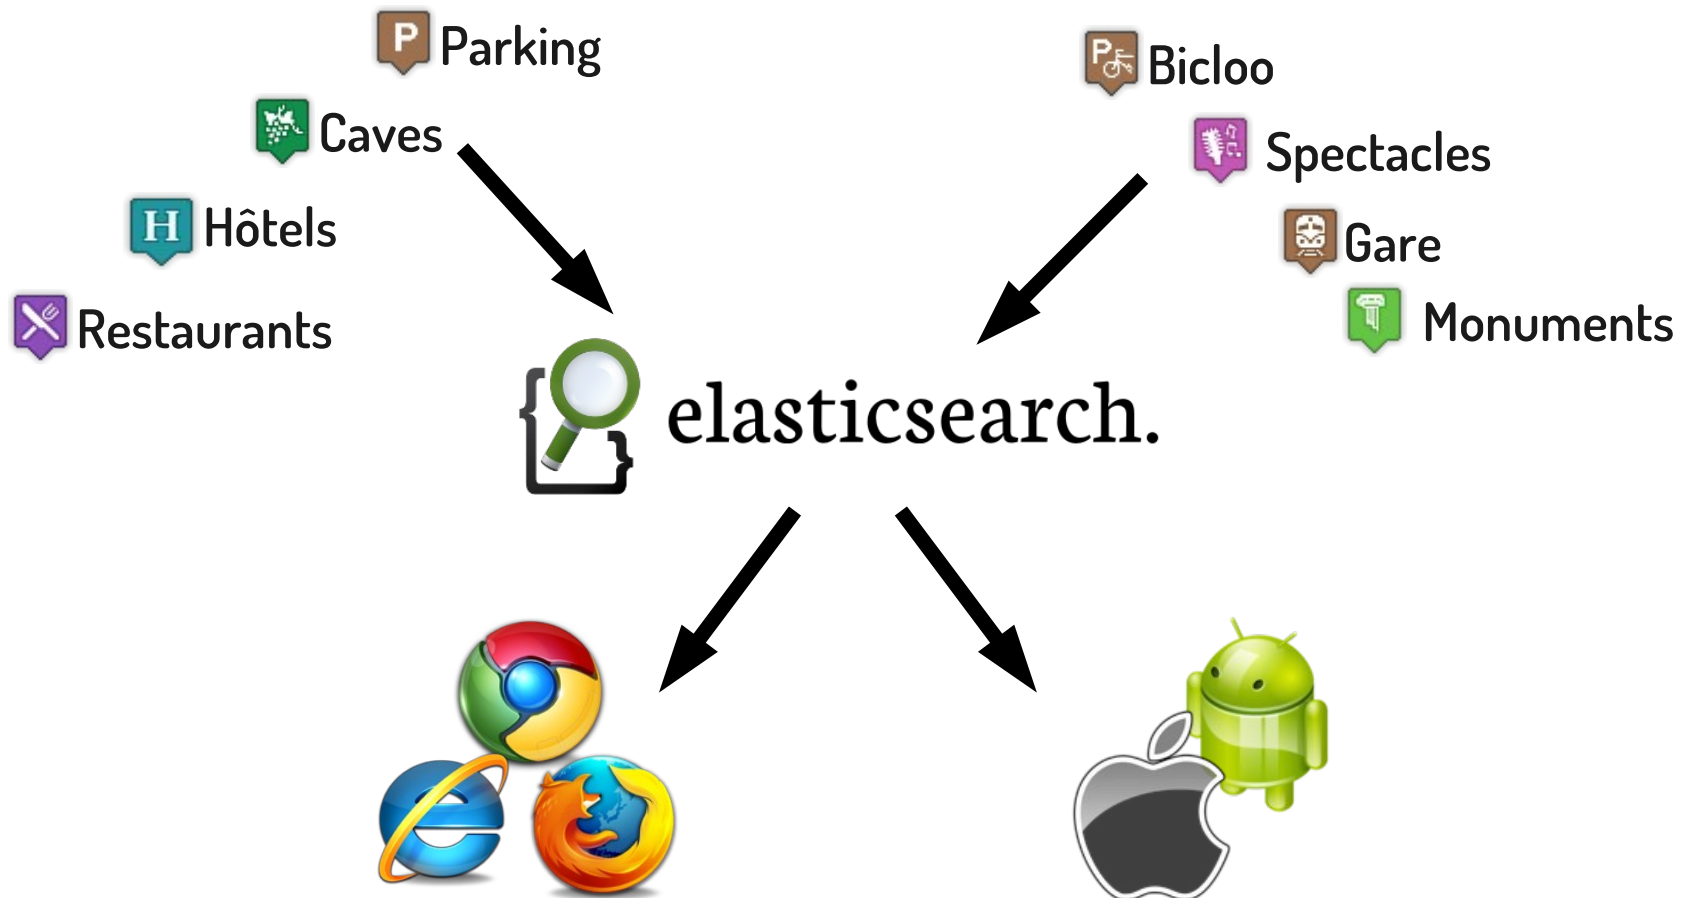 Parking
Caves
Hôtels
Restaurants
Bicloo
Spectacles
Gare
Monuments
elasticsearch.